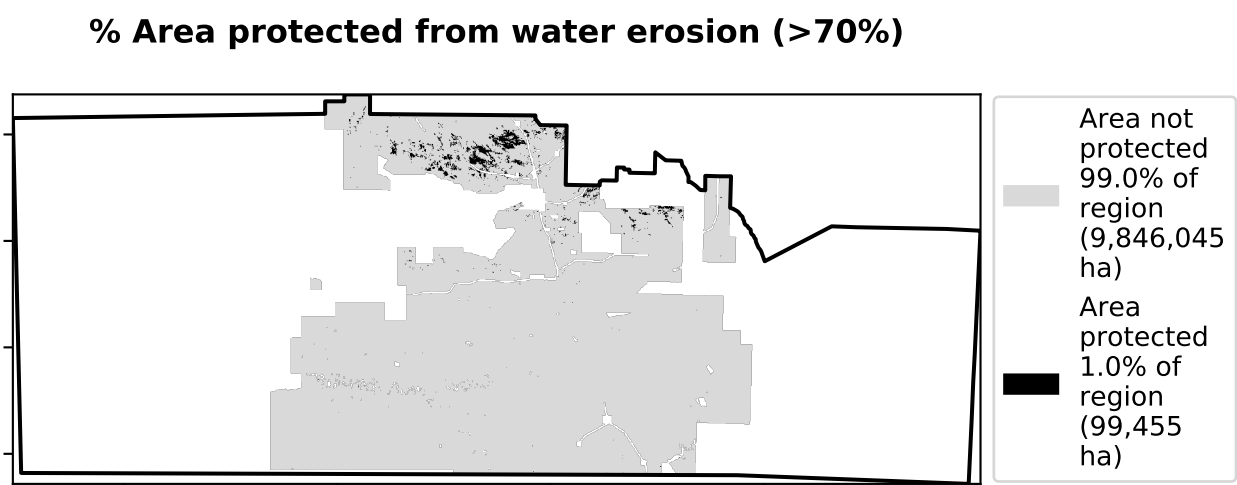 % Area protected from water erosion (>70%)
Area not
protected
99.0% of
region
(9,846,045
ha)
Area
protected
1.0% of
region
(99,455
ha)